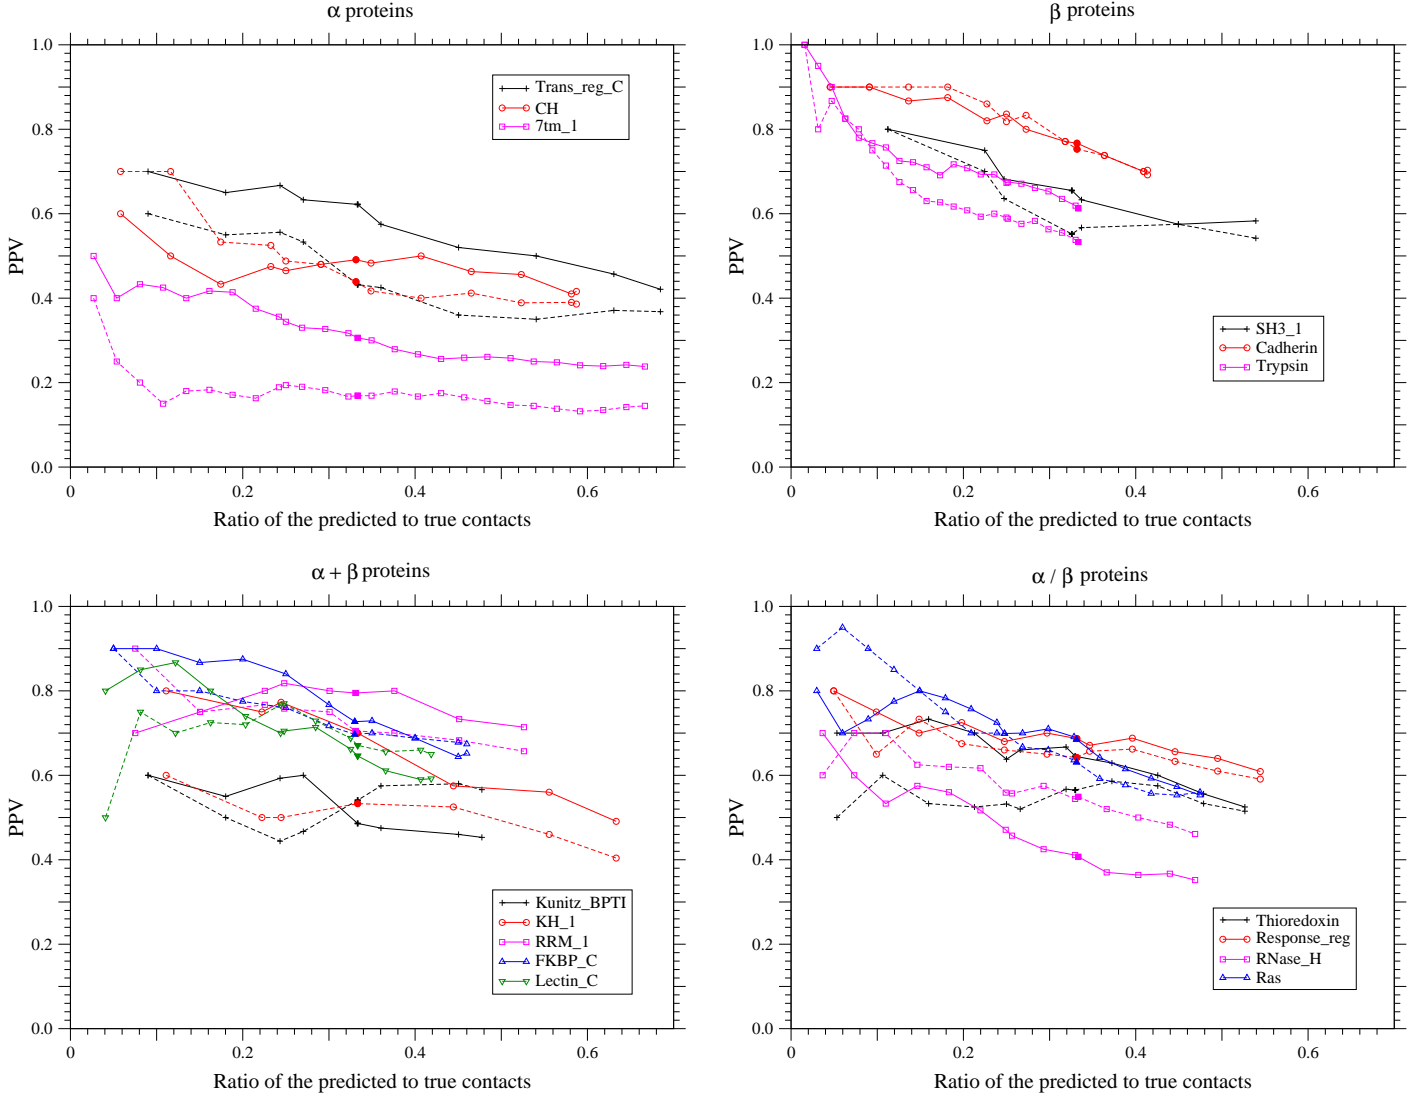 α proteins
1.0
0.8
0.6
0.4
0.2
0.0
PPV
Trans_reg_C
CH
7tm_1
0 0.2 0.4 0.6
Ratio of the predicted to true contacts
β proteins
1.0
0.8
0.6
0.4
0.2
0.0
PPV
SH3_1
Cadherin
Trypsin
0 0.2 0.4 0.6
Ratio of the predicted to true contacts
α + β proteins
1.0
0.8
0.6
0.4
0.2
0.0
PPV
Kunitz_BPTI
KH_1
RRM_1
FKBP_C
Lectin_C
0 0.2 0.4 0.6
Ratio of the predicted to true contacts
α / β proteins
1.0
0.8
0.6
0.4
0.2
0.0
PPV
Thioredoxin
Response_reg
RNase_H
Ras
0 0.2 0.4 0.6
Ratio of the predicted to true contacts